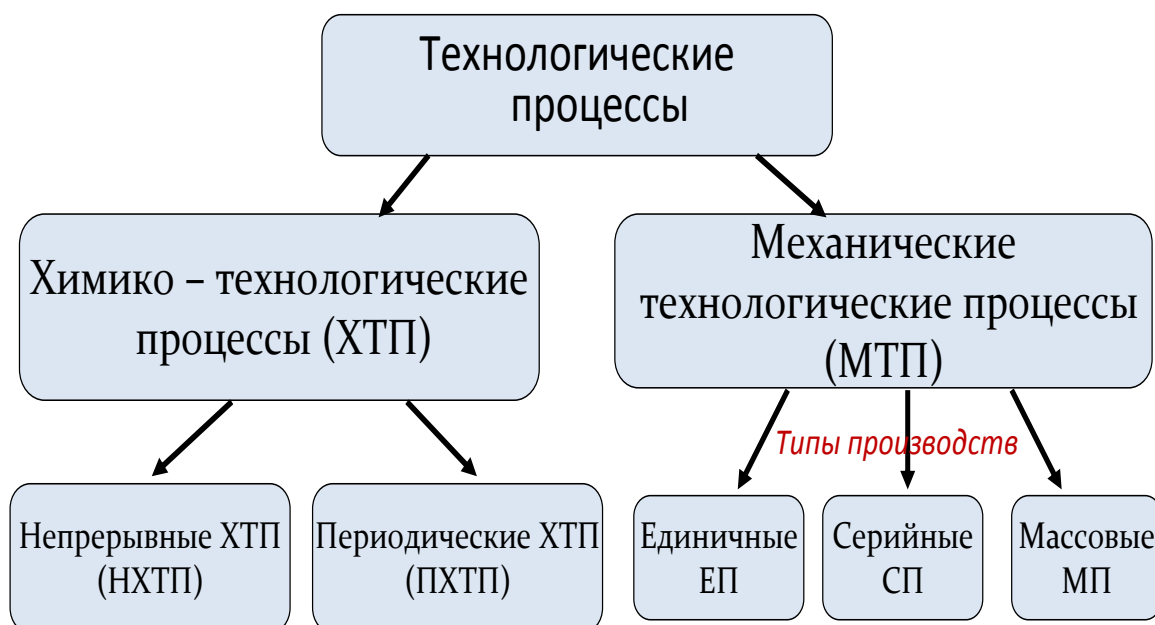 Технологические
процессы
Химико – технологические
процессы (ХТП)
Механические
технологические процессы
(МТП)
Типы производств
Непрерывные ХТП
(НХТП)
Периодические ХТП
(ПХТП)
Единичные
ЕП
Серийные
СП
Массовые
МП